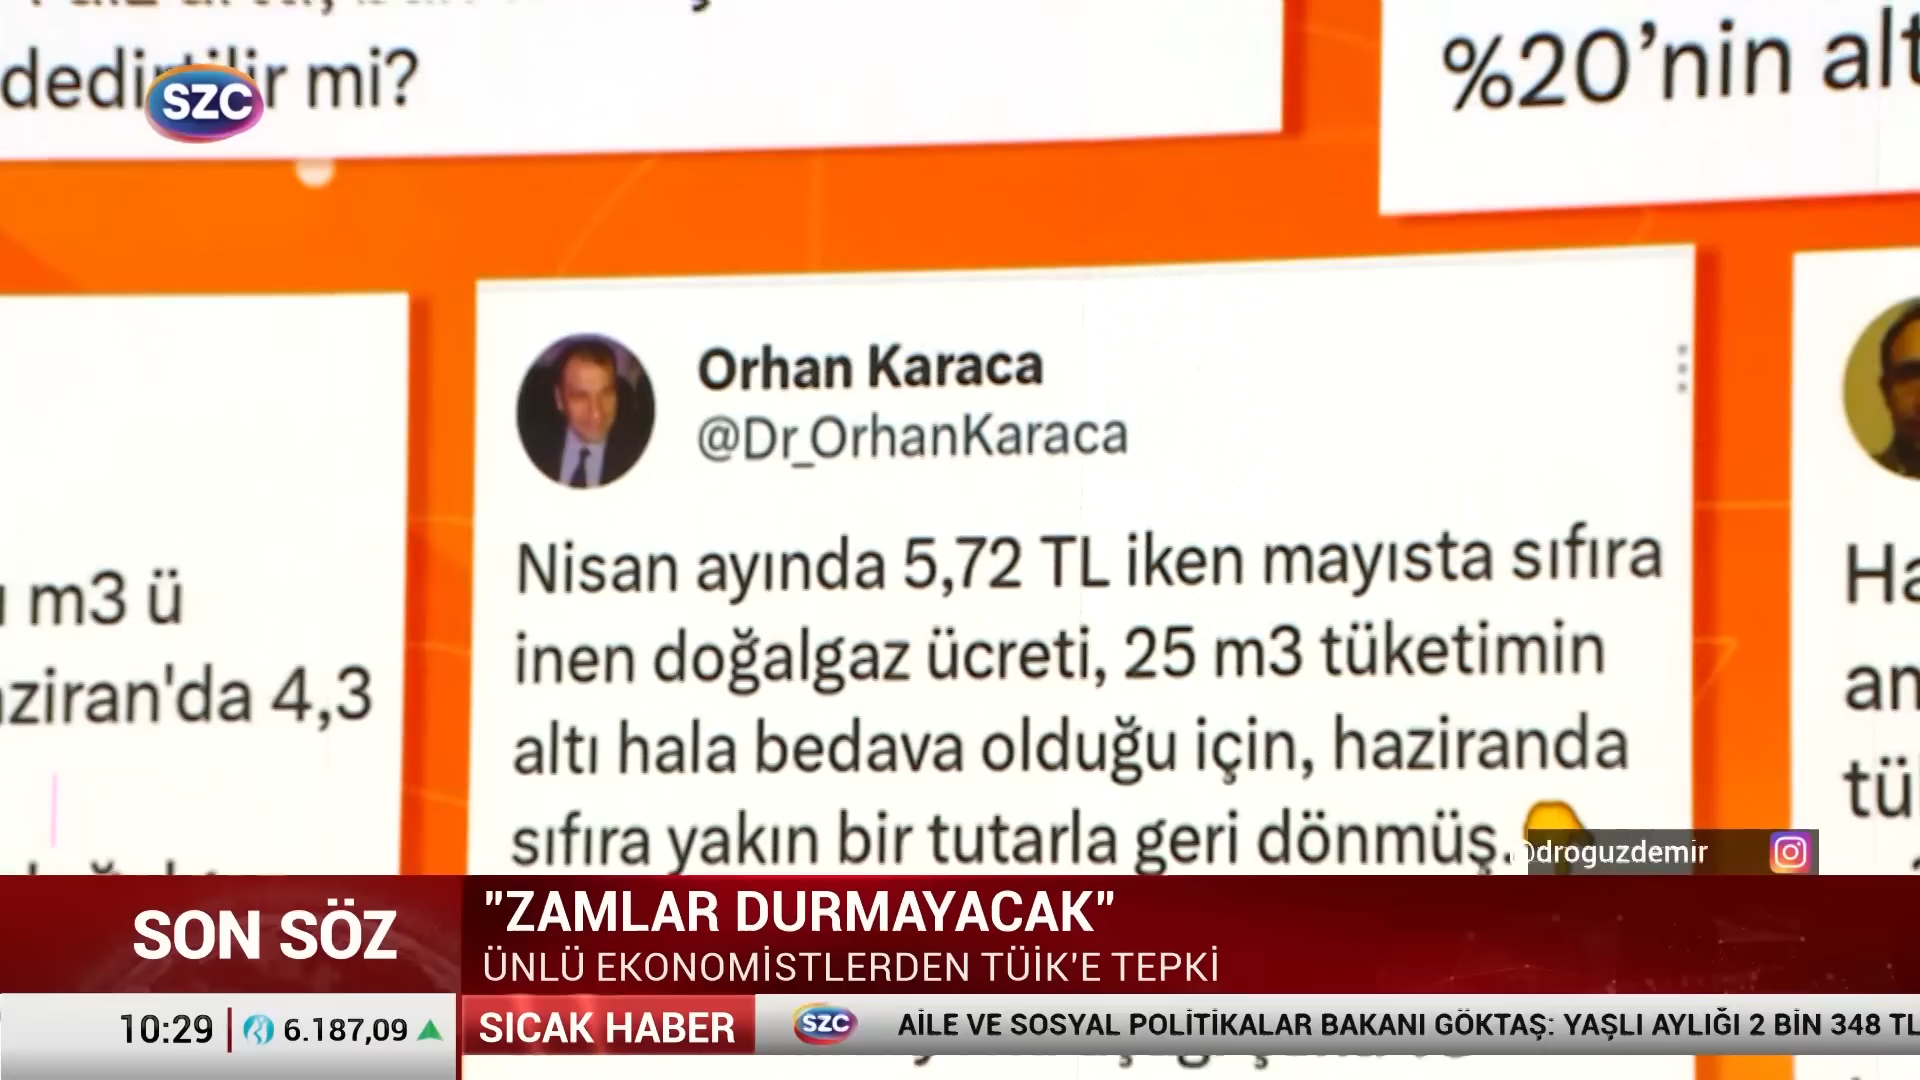 dedirtilir mi?
SZC
%20'nin alt
m3 ü
aziran'da 4,3
Orhan Karaca
@Dr_OrhanKaraca
Nisan ayında 5,72 TL iken mayısta sıfıra
inen doğalgaz ücreti, 25 m3 tüketimin
altı hala bedava olduğu için, haziranda
sıfıra yakın bir tutarla geri dönmüş.
Ha
an
tü
@droguzdemir
SON SÖZ
"ZAMLAR DURMAYACAK"
ÜNLÜ EKONOMİSTLERDEN TÜİK'E TEPKİ
10:29 6.187,09
SICAK HABER
SZC
AİLE VE SOSYAL POLİTİKALAR BAKANI GÖKTAŞ: YAŞLI AYLIĞI 2 BİN 348 TL